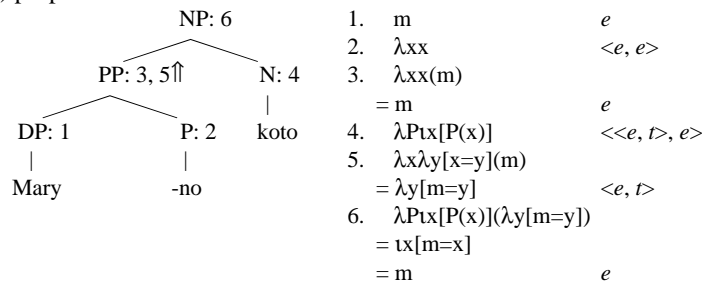 NP: 6
PP: 3, 5⇑ N: 4
DP: 1 P: 2 koto
Mary -no
1. m e
2. λxx <e, e>
3. λxx(m)
= m e
4. λPιx[P(x)] <<e, t>, e>
5. λxλy[x=y](m)
= λy[m=y] <e, t>
6. λPιx[P(x)](λy[m=y])
= ιx[m=x]
= m e